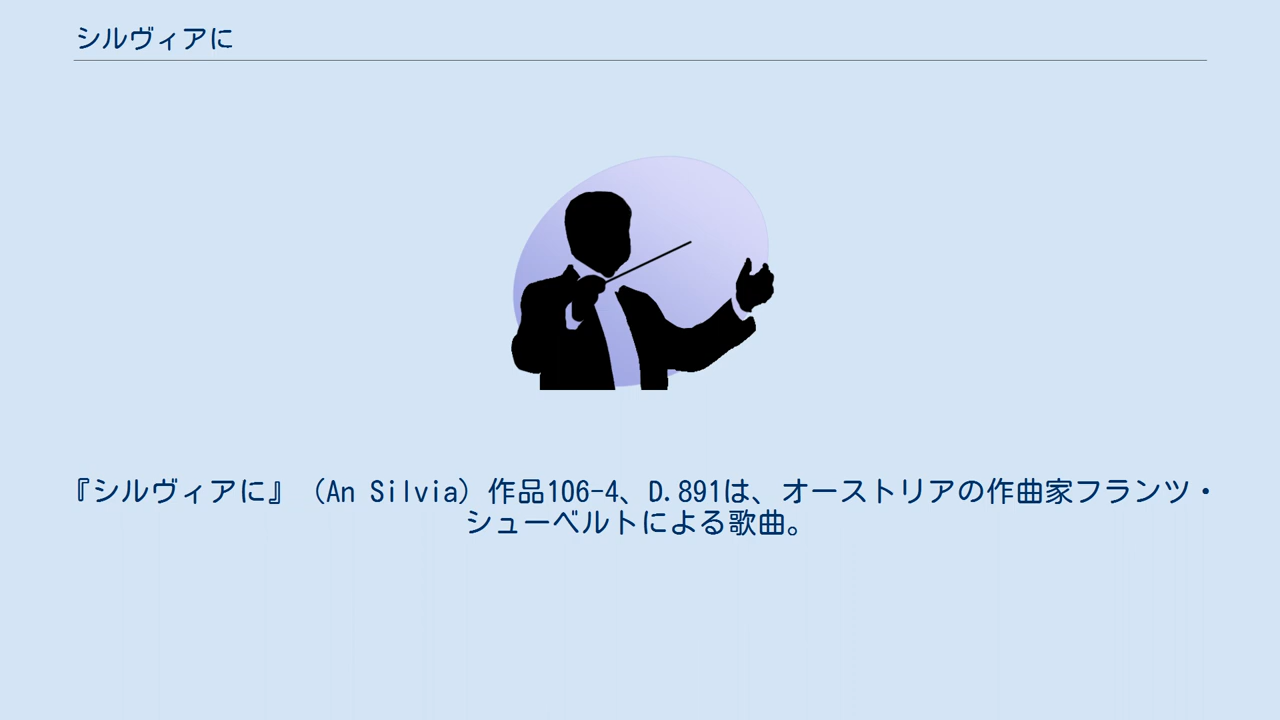 シルヴィアに
『シルヴィアに』（An Silvia）作品106-4、D.891は、オーストリアの作曲家フランツ・
シューベルトによる歌曲。